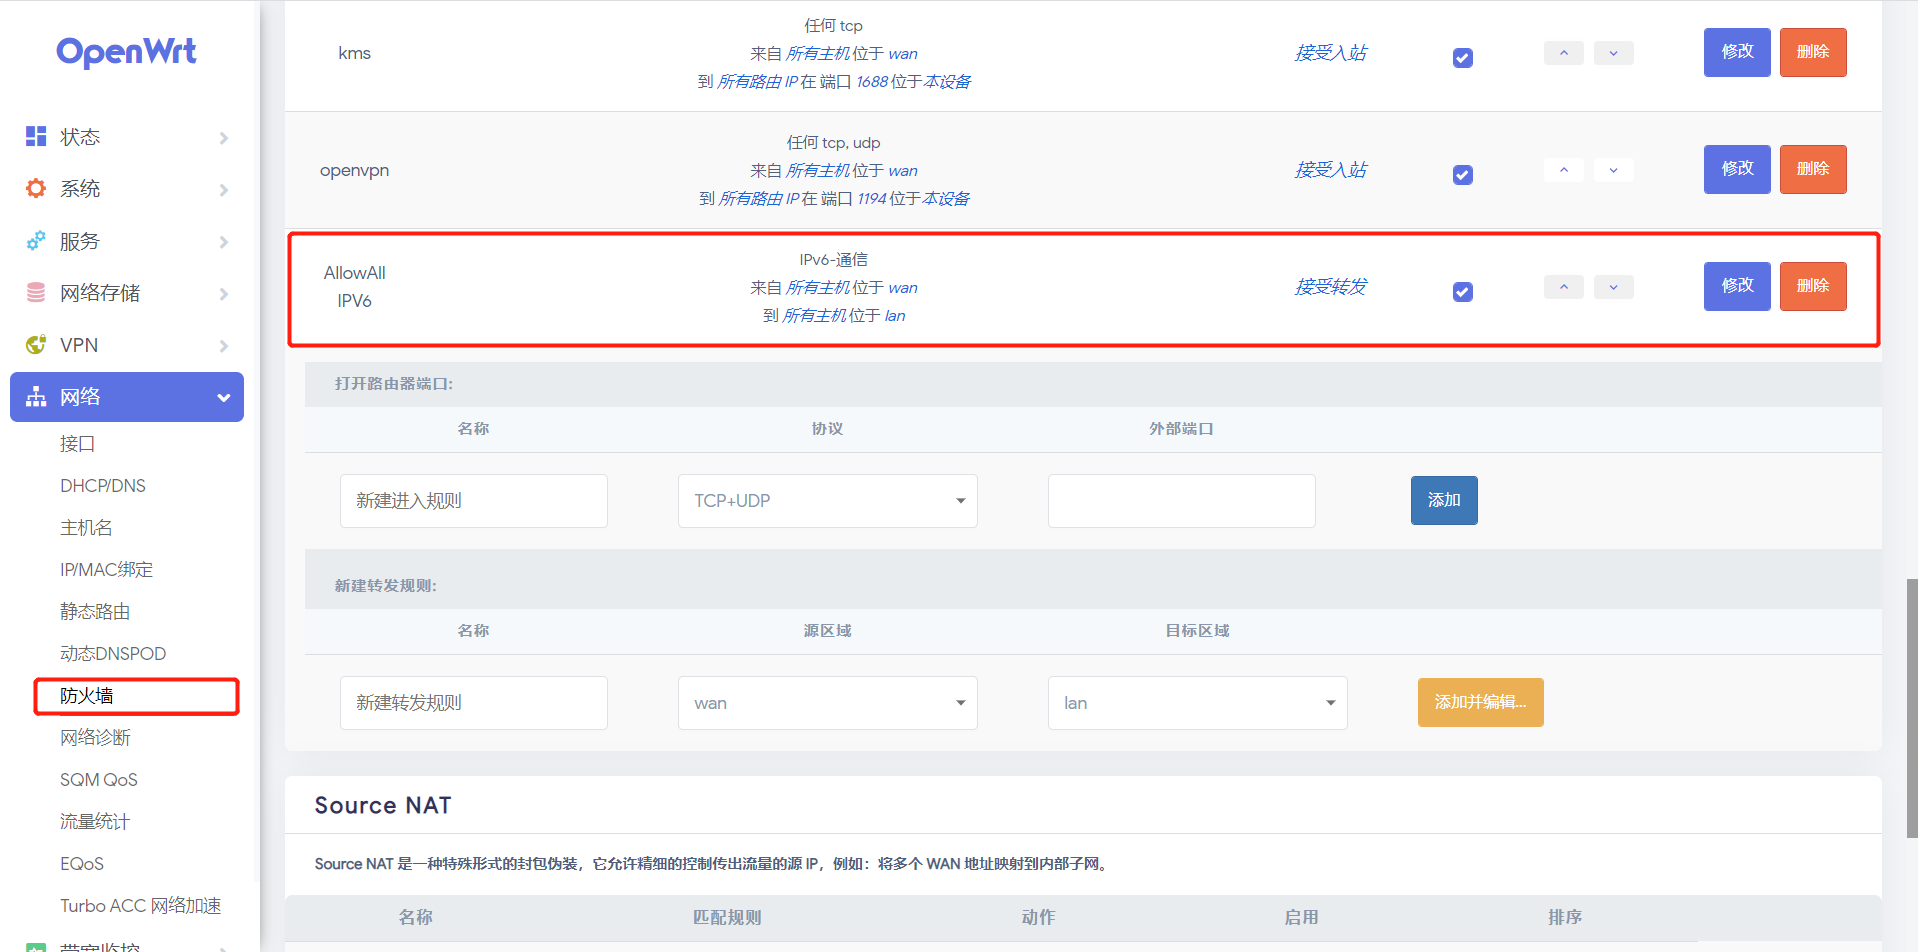 OpenWrt
状态
系统
服务
网络存储
VPN
网络
接口
DHCP/DNS
主机名
IP/MAC绑定
静态路由
动态DNSPOD
防火墙
网络诊断
SQM QoS
流量统计
EQoS
Turbo ACC 网络加速
带宽监控
kms
任何 tcp
来自 所有主机 位于 wan
到 所有路由 IP 在 端口 1688 位于 本设备
接受入站
修改
删除
openvpn
任何 tcp, udp
来自 所有主机 位于 wan
到 所有路由 IP 在 端口 1194 位于 本设备
接受入站
修改
删除
AllowAll
IPV6
IPv6-通信
来自 所有主机 位于 wan
到 所有主机 位于 lan
接受转发
修改
删除
打开路由器端口:
名称 协议 外部端口
新建进入规则 TCP+UDP 添加
新建转发规则:
名称 源区域 目标区域
新建转发规则 wan lan 添加并编辑...
Source NAT
Source NAT 是一种特殊形式的封包伪装，它允许精细的控制传出流量的源 IP，例如：将多个 WAN 地址映射到内部子网。
名称 匹配规则 动作 启用 排序